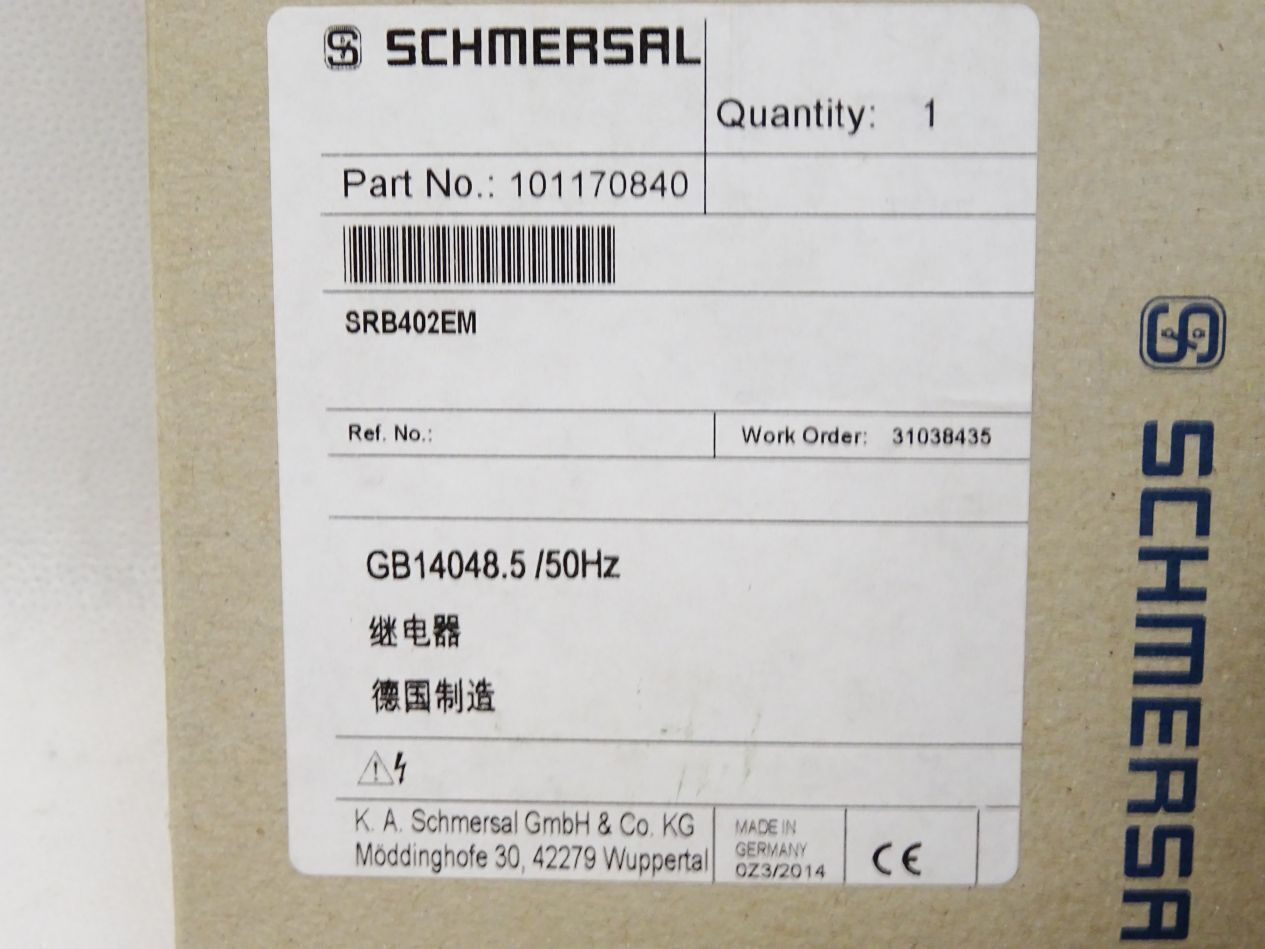 SCHMERSAL
Quantity: 1
Part No.: 101170840
SRB402EM
Ref. No.:
Work Order: 31038435
GB14048.5 /50Hz
继电器
德国制造
K. A. Schmersal GmbH & Co. KG
Möddinghofe 30, 42279 Wuppertal
MADE IN
GERMANY
0Z3/2014
CE
SCHMERSA